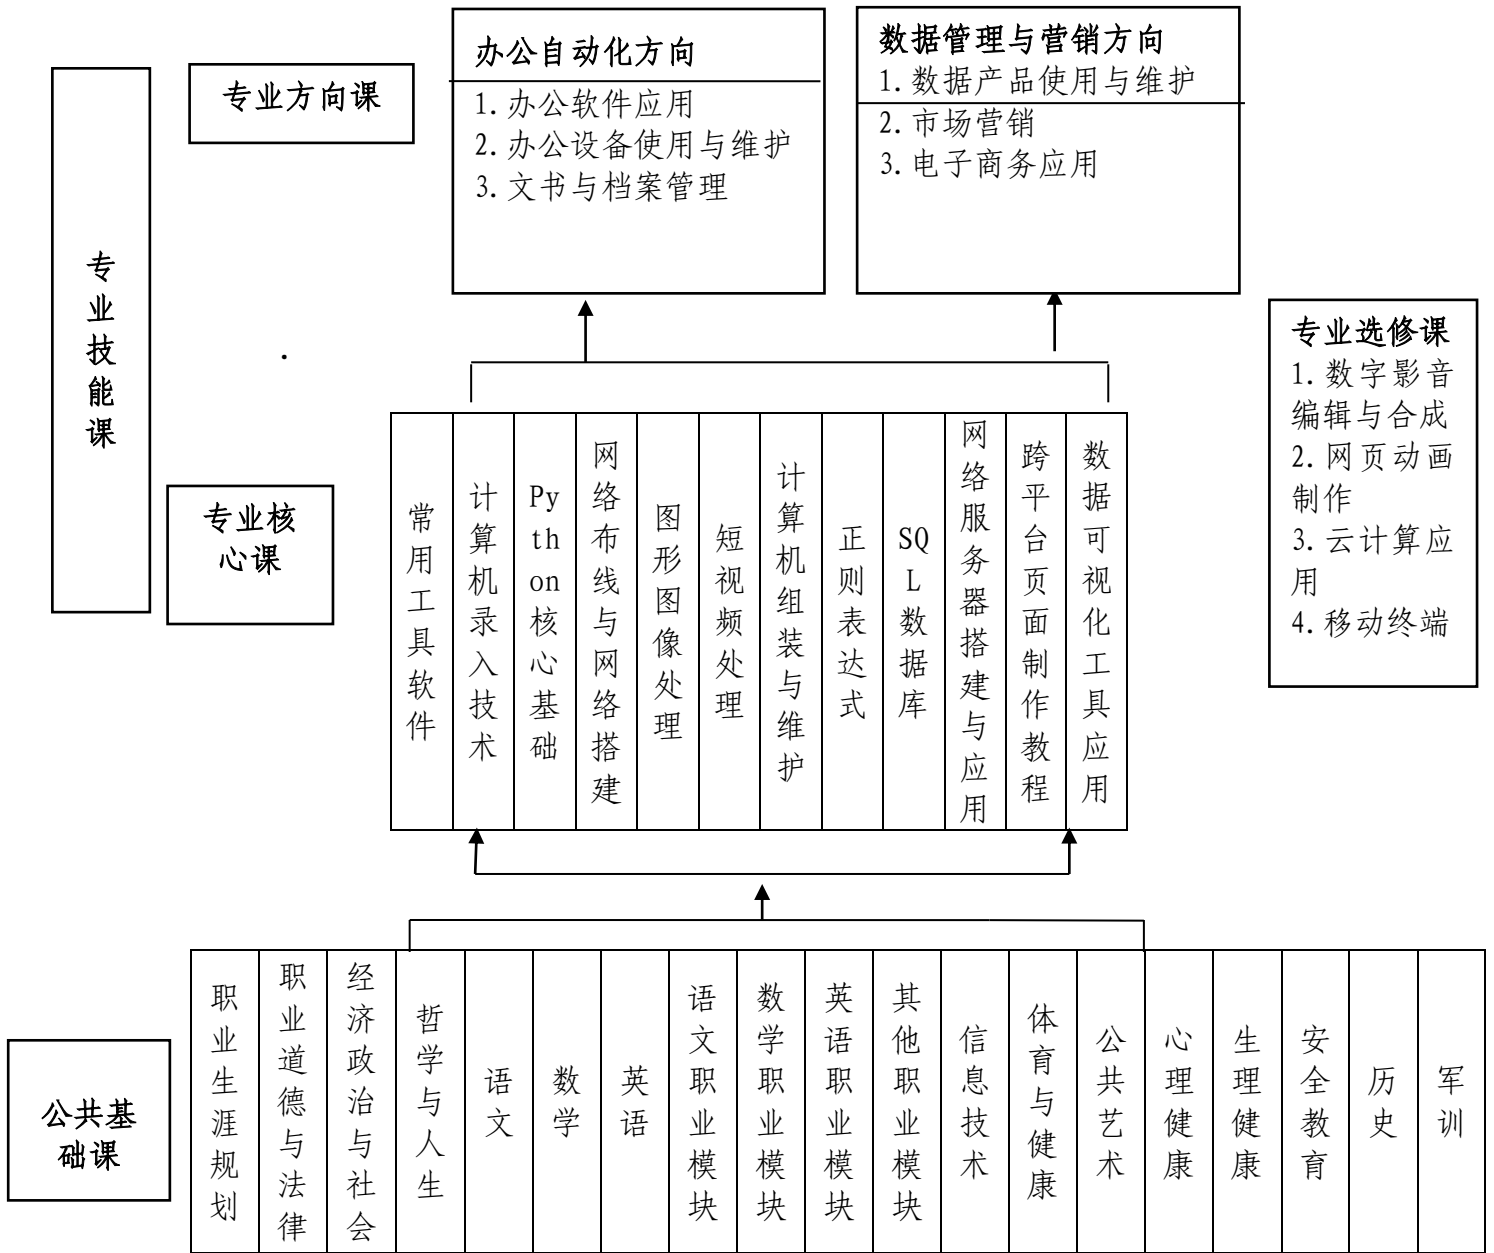 办公自动化方向
1.办公软件应用
2.办公设备使用与维护
3.文书与档案管理
数据管理与营销方向
1.数据产品使用与维护
2.市场营销
3.电子商务应用
专业方向课
专业技能课
.
专业选修课
1.数字影音
编辑与合成
2.网页动画
制作
3.云计算应
用
4.移动终端
专业核
心课
常用工具软件
计算机录入技术
Python核心基础
网络布线与网络搭建
图形图像处理
短视频处理
计算机组装与维护
正则表达式
SQL数据库
网络服务器搭建与应用
跨平台页面制作教程
数据可视化工具应用
公共基
础课
职业生涯规划
职业道德与法律
经济政治与社会
哲学与人生
语文
数学
英语
语文职业模块
数学职业模块
英语职业模块
其他职业模块
信息技术
体育与健康
公共艺术
心理健康
生理健康
安全教育
历史
军训